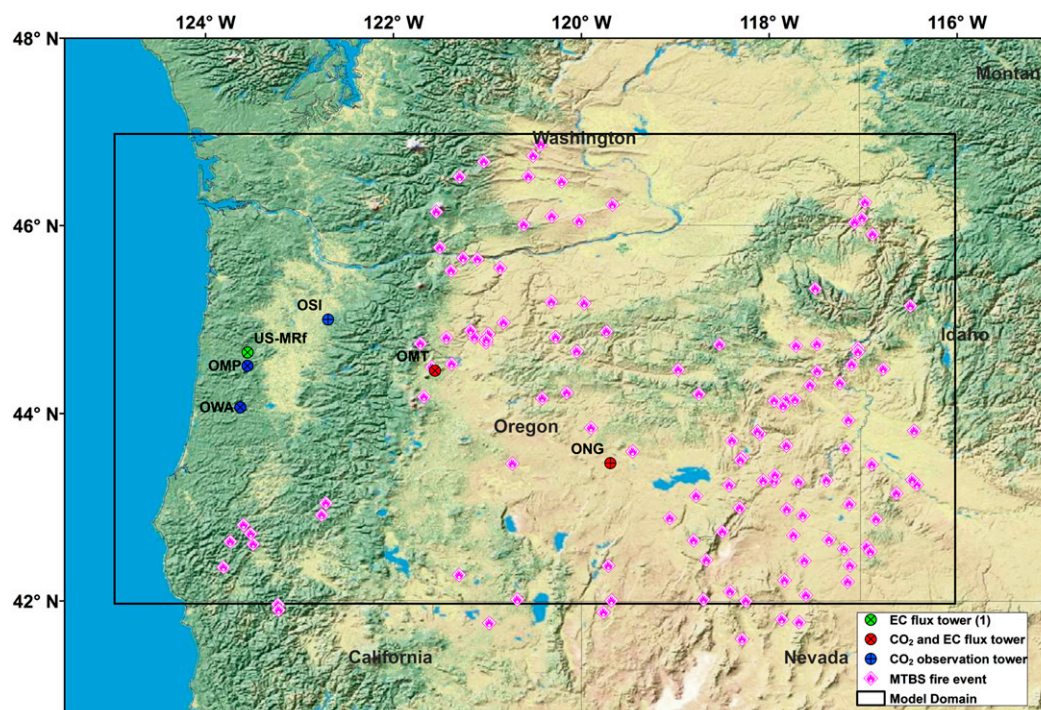 124° W
122° W
120° W
118° W
116° W
48° N
Montan
Washington
46° N
OSI
US-MRf
Idaho
OMT
OMP
OWA
44° N
Oregon
ONG
42° N
EC flux tower (1)
CO₂ and EC flux tower
California
Nevada
CO₂ observation tower
MTBS fire event
Model Domain